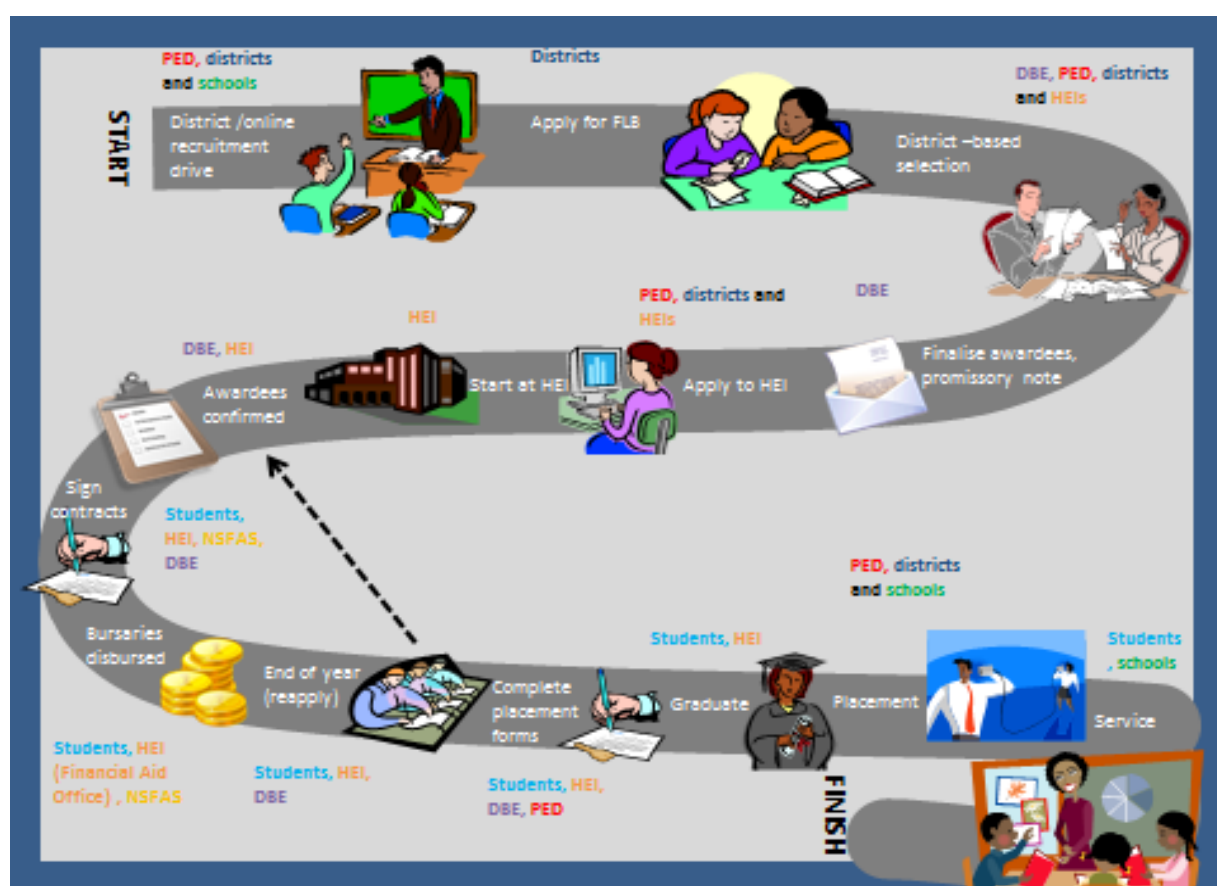 START
PED, districts
and schools
District /online
recruitment
drive
Districts
Apply for FLB
DBE, PED, districts
and HEIs
District –based
selection
DBE
Finalise awardees,
promissory note
PED, districts and
HEIs
Apply to HEI
HEI
Start at HEI
DBE, HEI
Awardees
confirmed
Sign
contracts
Students,
HEI, NSFAS,
DBE
Bursaries
disbursed
Students, HEI
(Financial Aid
Office) , NSFAS
End of year
(reapply)
Students, HEI,
DBE
Complete
placement
forms
Students, HEI,
DBE, PED
Students, HEI
Graduate
PED, districts
and schools
Placement
Students
, schools
Service
FINISH